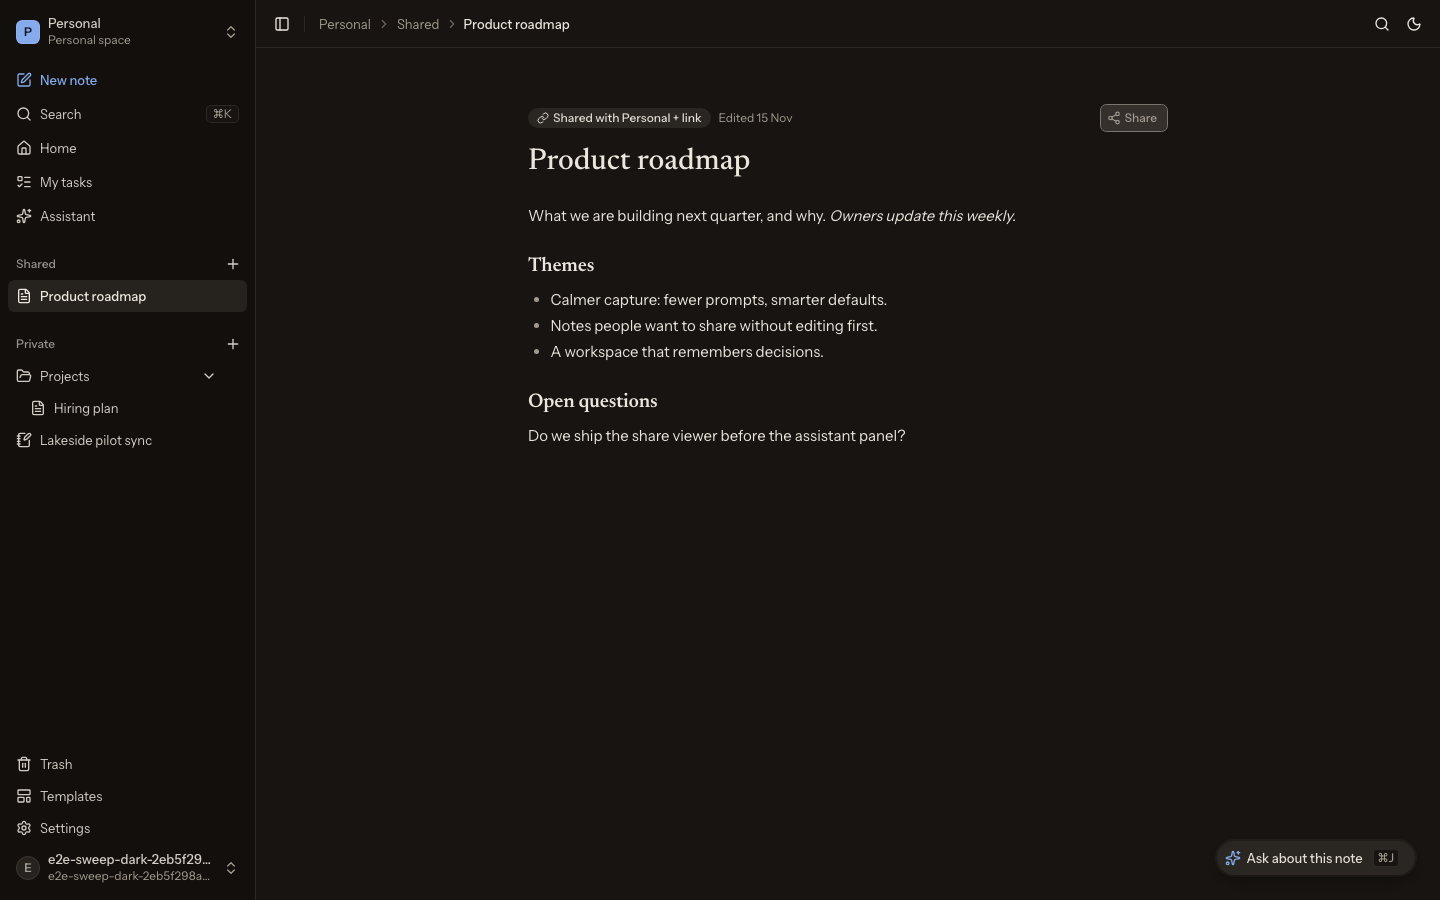 P
Personal
Personal space
New note
Search
⌘K
Home
My tasks
Assistant
Shared
Product roadmap
Private
Projects
Hiring plan
Lakeside pilot sync
Trash
Templates
Settings
E
e2e-sweep-dark-2eb5f29...
e2e-sweep-dark-2eb5f298a...
Personal > Shared > Product roadmap
Shared with Personal + link
Edited 15 Nov
Share
Product roadmap
What we are building next quarter, and why. Owners update this weekly.
Themes
• Calmer capture: fewer prompts, smarter defaults.
• Notes people want to share without editing first.
• A workspace that remembers decisions.
Open questions
Do we ship the share viewer before the assistant panel?
Ask about this note
⌘J